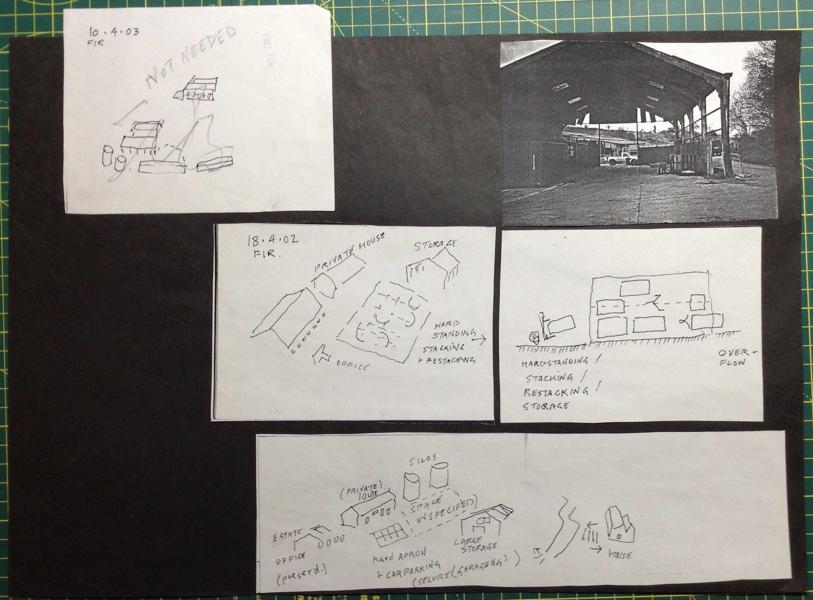 10.4.03
FIR
NOT NEEDED
18.4.02
FIR.
PRIVATE HOUSE
STORAGE
HARD
STANDING
STACKING
+ RESTACKING
OFFICE
HARDSTANDING /
STACKING /
RESTACKING /
STORAGE
OVER-
FLOW
SILOS
(PRIVATE)
HOUSE
SPACE
UNSPECIFIED
ESTATE
OFFICE
HARD APRON
+ CARPARKING
(SECURE (GARAGING) )
LARGE
STORAGE
HOUSE